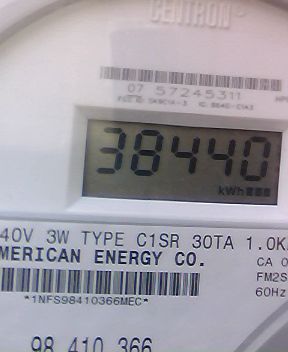 CENTRON®
07 57245311
38440
kWh
40V 3W TYPE C1SR 30TA 1.0K
MERICAN ENERGY CO.
CA 0
FM2S
60Hz
*1NFS98410366MEC*
98 410 366